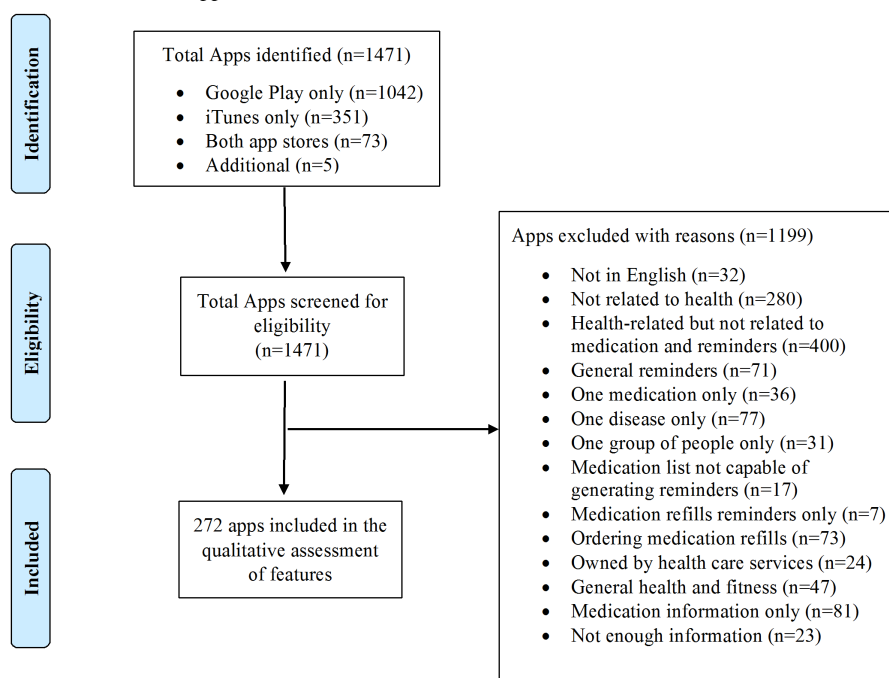 Identification
Total Apps identified (n=1471)
• Google Play only (n=1042)
• iTunes only (n=351)
• Both app stores (n=73)
• Additional (n=5)
Eligibility
Total Apps screened for
eligibility
(n=1471)
Apps excluded with reasons (n=1199)
• Not in English (n=32)
• Not related to health (n=280)
• Health-related but not related to
medication and reminders (n=400)
• General reminders (n=71)
• One medication only (n=36)
• One disease only (n=77)
• One group of people only (n=31)
• Medication list not capable of
generating reminders (n=17)
• Medication refills reminders only (n=7)
• Ordering medication refills (n=73)
• Owned by health care services (n=24)
• General health and fitness (n=47)
• Medication information only (n=81)
• Not enough information (n=23)
Included
272 apps included in the
qualitative assessment
of features